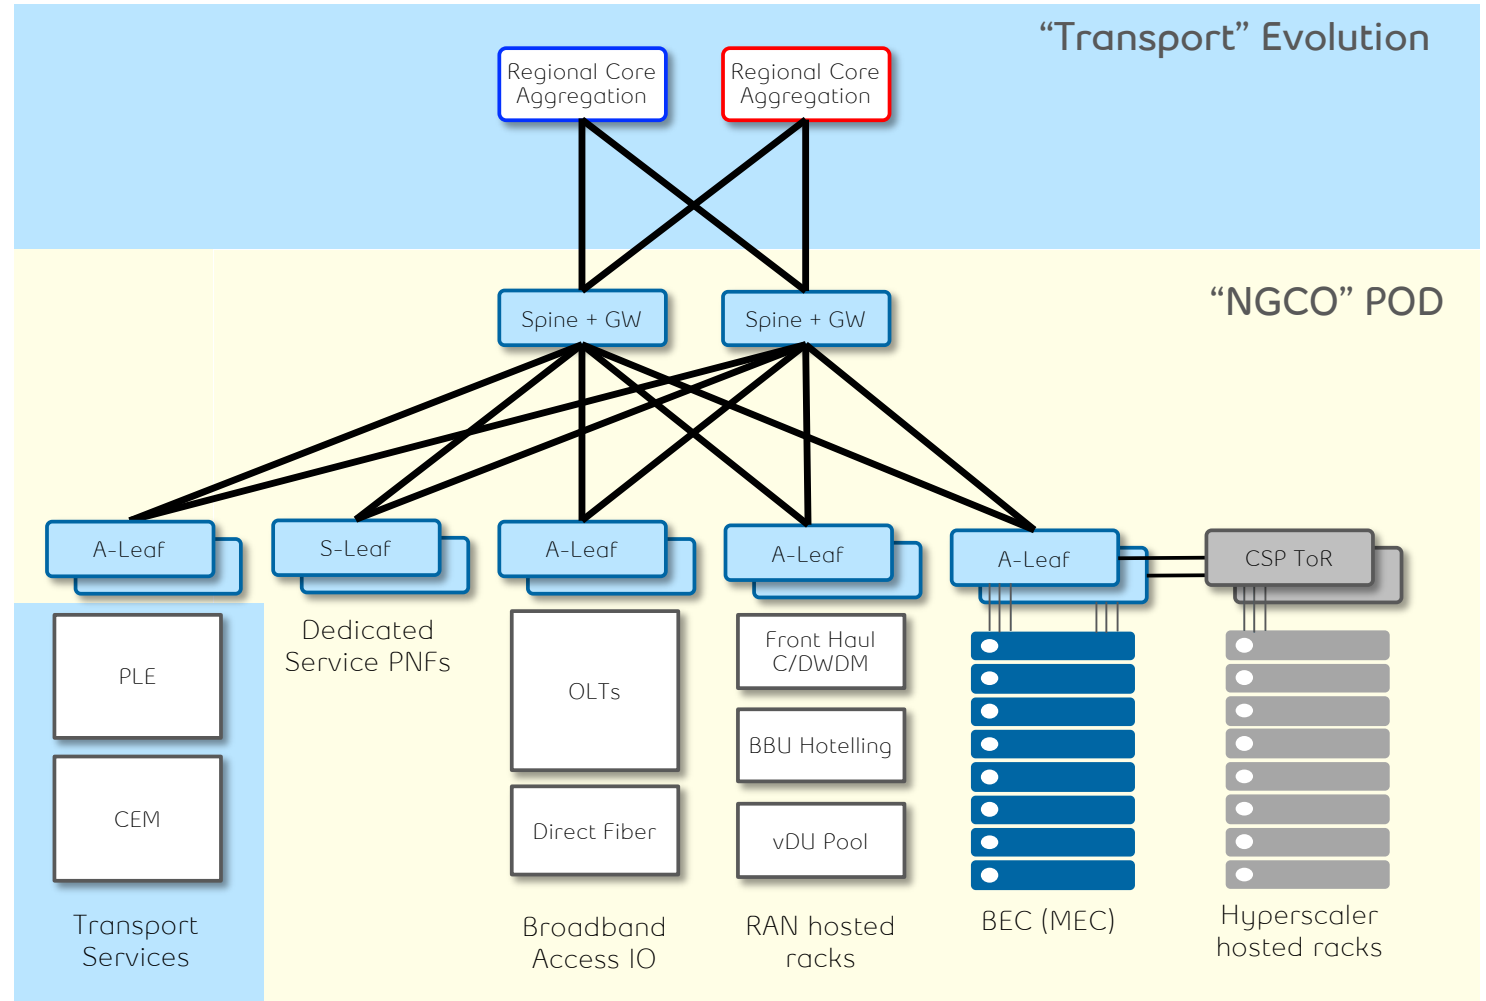 “Transport” Evolution
Regional Core
Aggregation
Regional Core
Aggregation
“NGCO” POD
Spine + GW
Spine + GW
A-Leaf
S-Leaf
A-Leaf
A-Leaf
A-Leaf
CSP ToR
PLE
CEM
Transport
Services
Dedicated
Service PNFs
OLTs
Direct Fiber
Broadband
Access IO
Front Haul
C/DWDM
BBU Hotelling
vDU Pool
RAN hosted
racks
BEC (MEC)
Hyperscaler
hosted racks